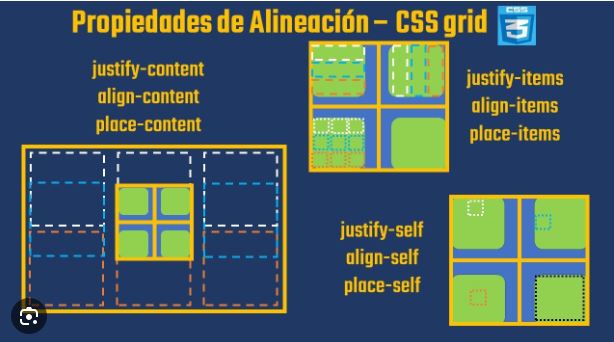 Propiedades de Alineación – CSS grid
CSS
3
justify-content
align-content
place-content
justify-items
align-items
place-items
justify-self
align-self
place-self